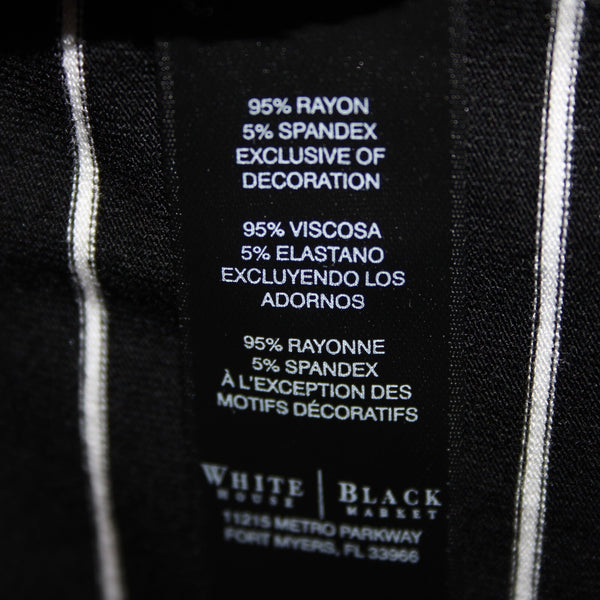 95% RAYON
5% SPANDEX
EXCLUSIVE OF
DECORATION
95% VISCOSA
5% ELASTANO
EXCLUYENDO LOS
ADORNOS
95% RAYONNE
5% SPANDEX
À L'EXCEPTION DES
MOTIFS DÉCORATIFS
WHITE | BLACK
HOUSE MARKET
11215 METRO PARKWAY
FORT MYERS, FL 33966